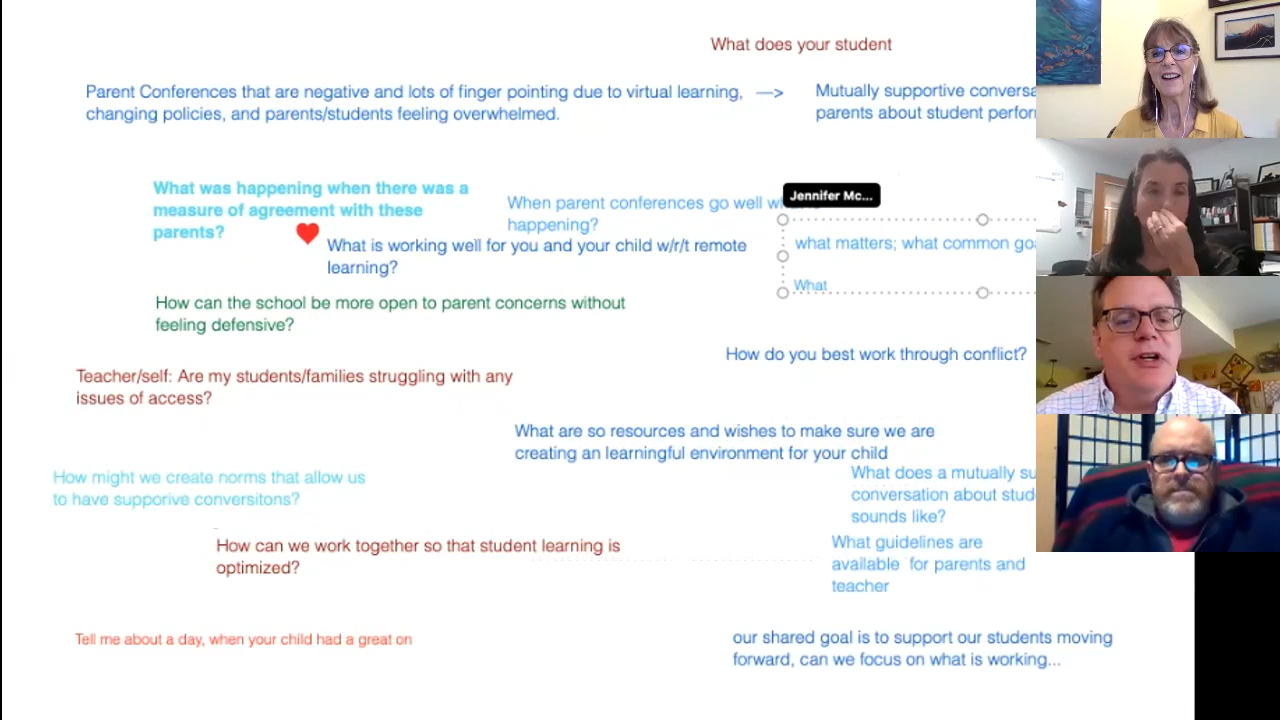 What does your student
Parent Conferences that are negative and lots of finger pointing due to virtual learning, —>
changing policies, and parents/students feeling overwhelmed.
Mutually supportive conversa
parents about student perfor
What was happening when there was a
measure of agreement with these
parents?
When parent conferences go well
happening?
Jennifer Mc...
What is working well for you and your child w/r/t remote
learning?
what matters; what common goa
What
How can the school be more open to parent concerns without
feeling defensive?
How do you best work through conflict?
Teacher/self: Are my students/families struggling with any
issues of access?
What are so resources and wishes to make sure we are
creating an learningful environment for your child
How might we create norms that allow us
to have supporive conversitons?
What does a mutually su
conversation about stud
sounds like?
How can we work together so that student learning is
optimized?
What guidelines are
available for parents and
teacher
Tell me about a day, when your child had a great on
our shared goal is to support our students moving
forward, can we focus on what is working...